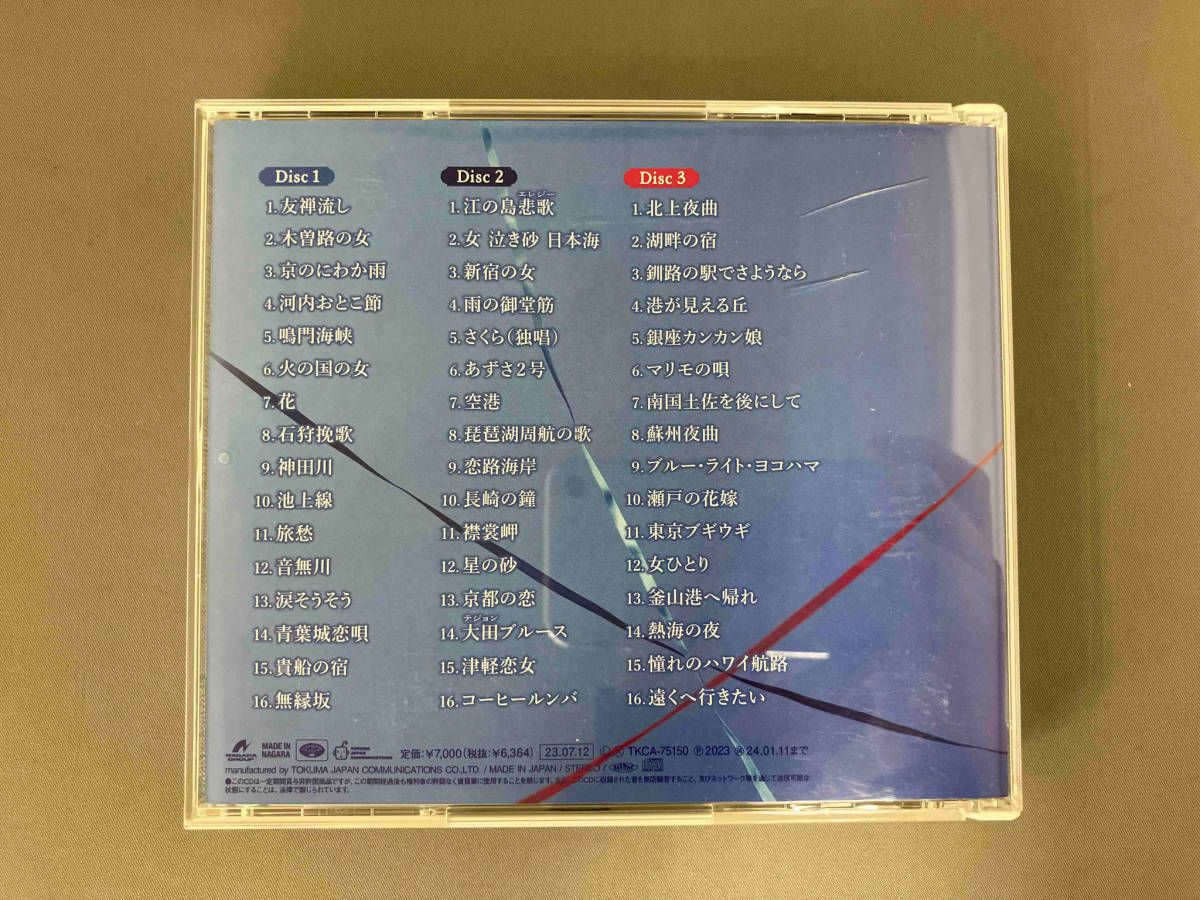 Disc 1
1.友禅流し
2.木曽路の女
3.京のにわか雨
4.河内おとこ節
5.鳴門海峡
6.火の国の女
7.花
8.石狩挽歌
9.神田川
10.池上線
11.旅愁
12.音無川
13.涙そうそう
14.青葉城恋唄
15.貴船の宿
16.無縁坂
Disc 2
エレジー
1.江の島悲歌
2.女 泣き砂 日本海
3.新宿の女
4.雨の御堂筋
5.さくら(独唱)
6.あずさ2号
7.空港
8.琵琶湖周航の歌
9.恋路海岸
10.長崎の鐘
11.襟裳岬
12.星の砂
13.京都の恋
テジョン
14.大田ブルース
15.津軽恋女
16.コーヒールンバ
Disc 3
1.北上夜曲
2.湖畔の宿
3.釧路の駅でさようなら
4.港が見える丘
5.銀座カンカン娘
6.マリモの唄
7.南国土佐を後にして
8.蘇州夜曲
9.ブルー・ライト・ヨコハマ
10.瀬戸の花嫁
11.東京ブギウギ
12.女ひとり
13.釜山港へ帰れ
14.熱海の夜
15.憧れのハワイ航路
16.遠くへ行きたい
NAGARA GROUP
MADE IN NAGARA
TOKUMA JAPAN COMMUNICATIONS
定価:¥7,000(税抜:¥6,364) 23.07.12 TKCA-75150 ℗2023 24.01.11まで
manufactured by TOKUMA JAPAN COMMUNICATIONS CO.,LTD. / MADE IN JAPAN / STEREO /